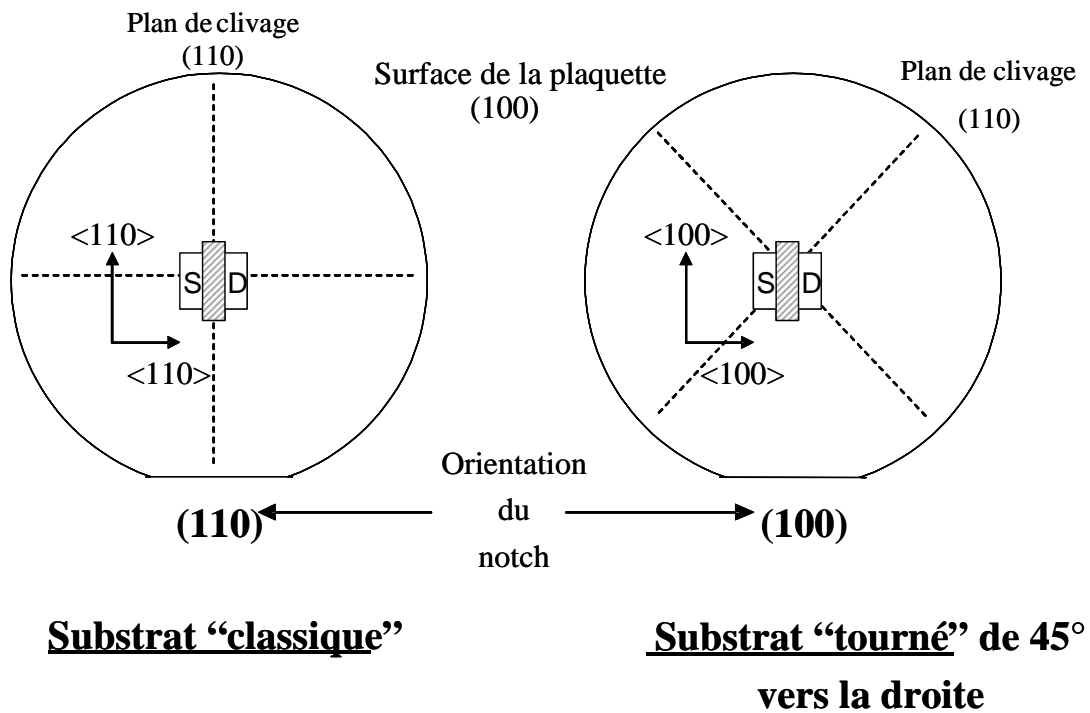 Plan de clivage
(110)
Surface de la plaquette
(100)
Plan de clivage
(110)
<110>
S D
<110>
<100>
S D
<100>
Orientation
du
notch
(110)
(100)
Substrat “classique”
Substrat “tourné” de 45°
vers la droite